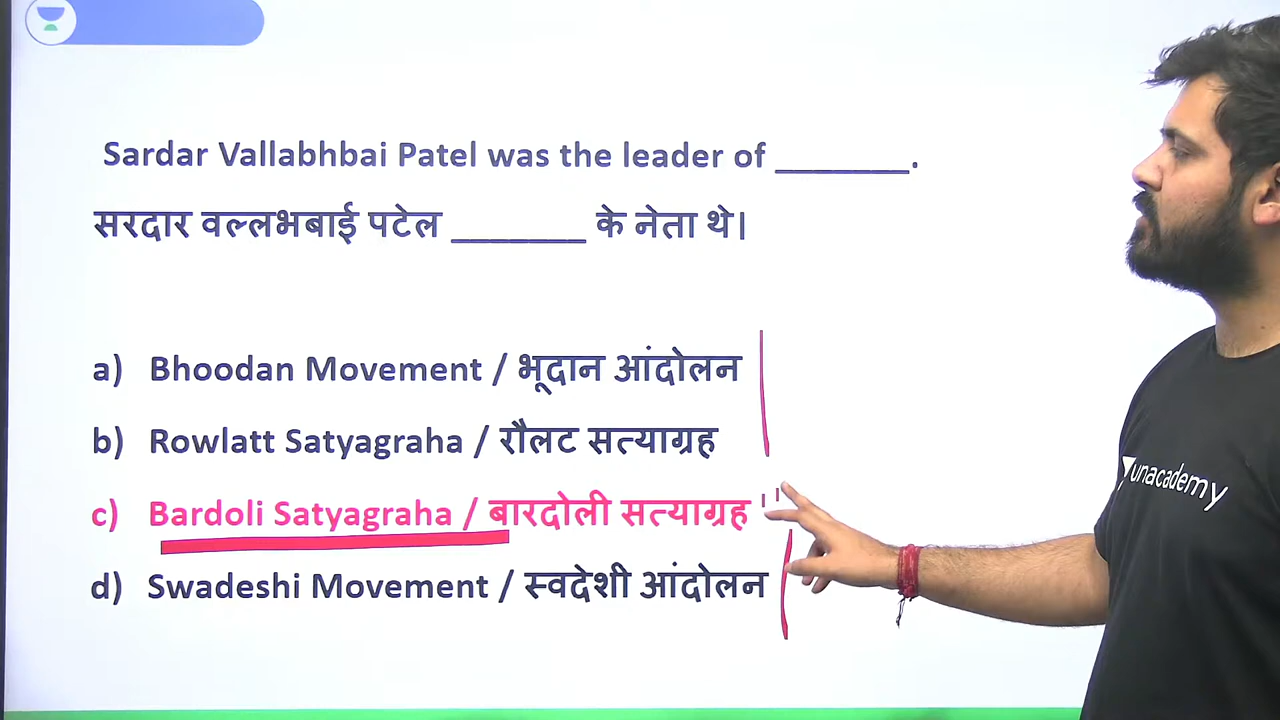 Sardar Vallabhbai Patel was the leader of ________.
सरदार वल्लभबाई पटेल ________ के नेता थे।
a) Bhoodan Movement / भूदान आंदोलन
b) Rowlatt Satyagraha / रौलट सत्याग्रह
c) Bardoli Satyagraha / बारदोली सत्याग्रह
d) Swadeshi Movement / स्वदेशी आंदोलन
unacademy